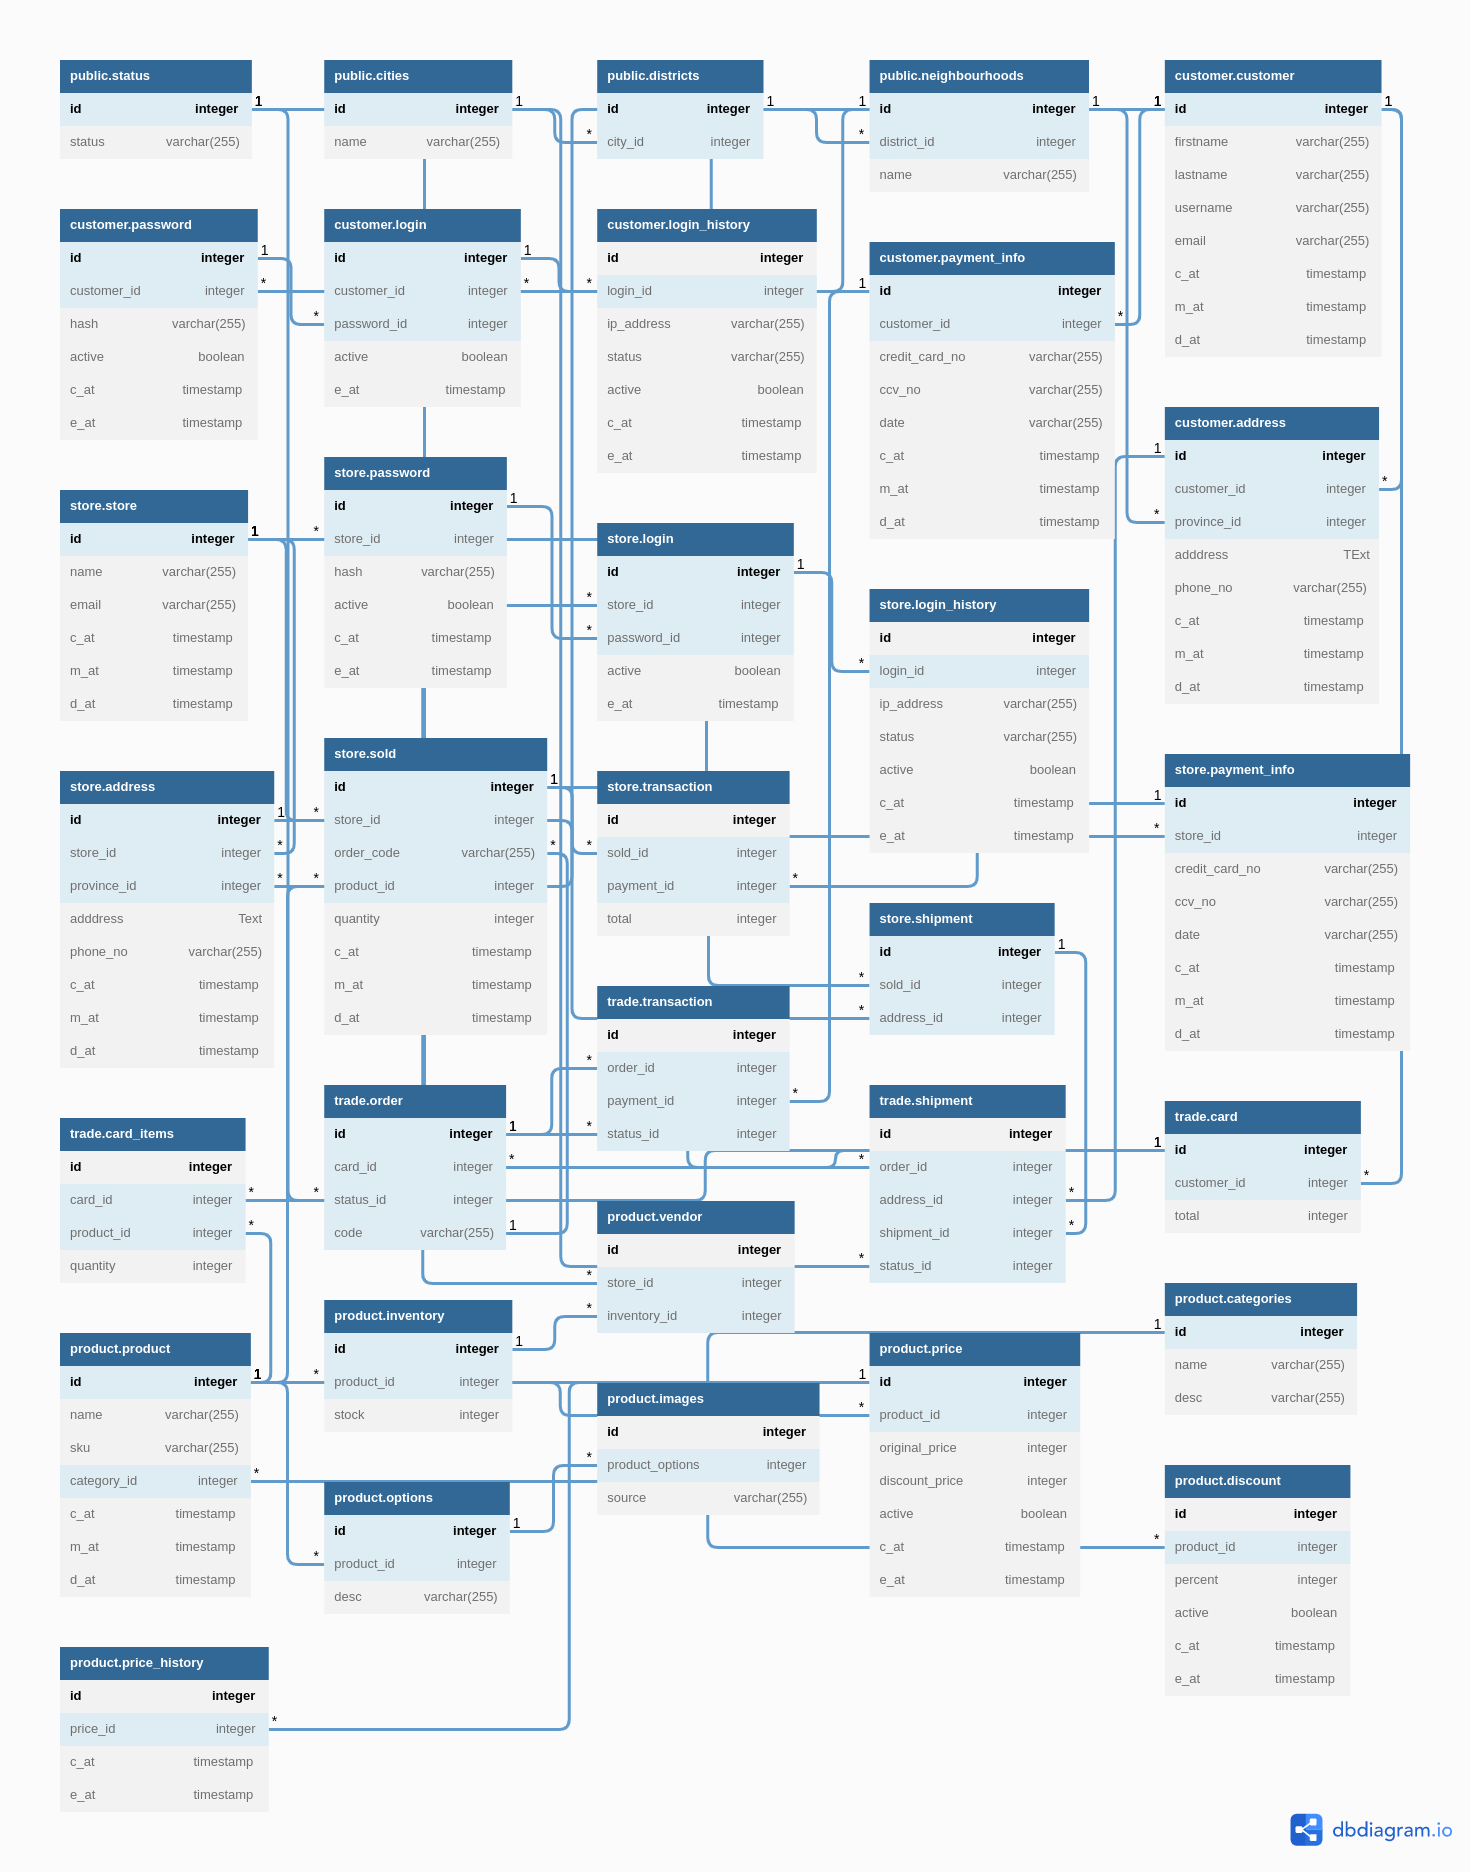 public.status
id integer
status varchar(255)
public.cities
id integer
name varchar(255)
public.districts
id integer
city_id integer
public.neighbourhoods
id integer
district_id integer
name varchar(255)
customer.customer
id integer
firstname varchar(255)
lastname varchar(255)
username varchar(255)
email varchar(255)
c_at timestamp
m_at timestamp
d_at timestamp
customer.password
id integer
customer_id integer
hash varchar(255)
active boolean
c_at timestamp
e_at timestamp
customer.login
id integer
customer_id integer
password_id integer
active boolean
e_at timestamp
customer.login_history
id integer
login_id integer
ip_address varchar(255)
status varchar(255)
active boolean
c_at timestamp
e_at timestamp
customer.payment_info
id integer
customer_id integer
credit_card_no varchar(255)
ccv_no varchar(255)
date varchar(255)
c_at timestamp
m_at timestamp
d_at timestamp
customer.address
id integer
customer_id integer
province_id integer
adddress TExt
phone_no varchar(255)
c_at timestamp
m_at timestamp
d_at timestamp
store.store
id integer
name varchar(255)
email varchar(255)
c_at timestamp
m_at timestamp
d_at timestamp
store.password
id integer
store_id integer
hash varchar(255)
active boolean
c_at timestamp
e_at timestamp
store.login
id integer
store_id integer
password_id integer
active boolean
e_at timestamp
store.login_history
id integer
login_id integer
ip_address varchar(255)
status varchar(255)
active boolean
c_at timestamp
e_at timestamp
store.payment_info
id integer
store_id integer
credit_card_no varchar(255)
ccv_no varchar(255)
date varchar(255)
c_at timestamp
m_at timestamp
d_at timestamp
store.address
id integer
store_id integer
province_id integer
adddress Text
phone_no varchar(255)
c_at timestamp
m_at timestamp
d_at timestamp
store.sold
id integer
store_id integer
order_code varchar(255)
product_id integer
quantity integer
c_at timestamp
m_at timestamp
d_at timestamp
store.transaction
id integer
sold_id integer
payment_id integer
total integer
store.shipment
id integer
sold_id integer
address_id integer
trade.transaction
id integer
order_id integer
payment_id integer
status_id integer
trade.card_items
id integer
card_id integer
product_id integer
quantity integer
trade.order
id integer
card_id integer
status_id integer
code varchar(255)
trade.shipment
id integer
order_id integer
address_id integer
shipment_id integer
status_id integer
trade.card
id integer
customer_id integer
total integer
product.vendor
id integer
store_id integer
inventory_id integer
product.categories
id integer
name varchar(255)
desc varchar(255)
product.product
id integer
name varchar(255)
sku varchar(255)
category_id integer
c_at timestamp
m_at timestamp
d_at timestamp
product.inventory
id integer
product_id integer
stock integer
product.images
id integer
product_options integer
source varchar(255)
product.price
id integer
product_id integer
original_price integer
discount_price integer
active boolean
c_at timestamp
e_at timestamp
product.options
id integer
product_id integer
desc varchar(255)
product.discount
id integer
product_id integer
percent integer
active boolean
c_at timestamp
e_at timestamp
product.price_history
id integer
price_id integer
c_at timestamp
e_at timestamp
dbdiagram.io